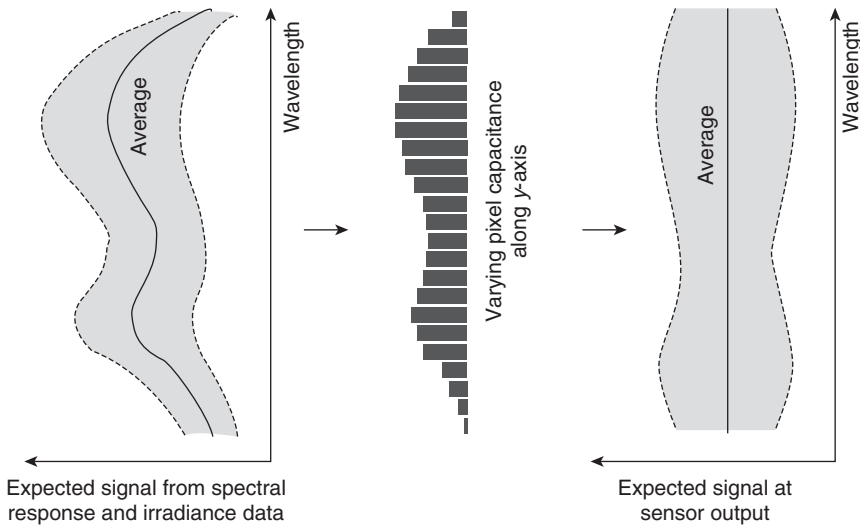 Wavelength
Average
Expected signal from spectral
response and irradiance data
Varying pixel capacitance
along y-axis
Wavelength
Average
Expected signal at
sensor output